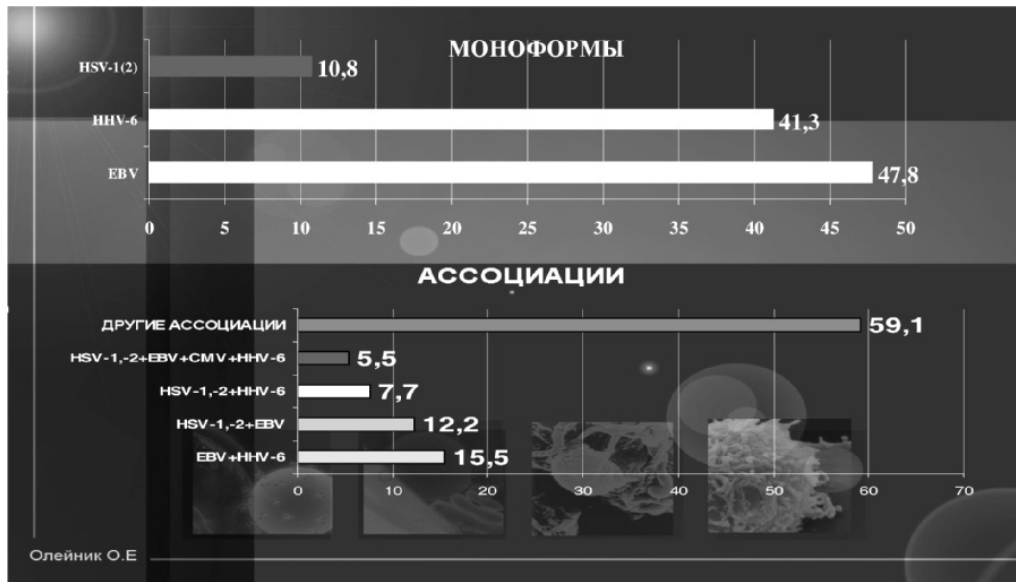 МОНОФОРМЫ
HSV-1(2) 10,8
HHV-6 41,3
EBV 47,8
0 5 10 15 20 25 30 35 40 45 50
АССОЦИАЦИИ
ДРУГИЕ АССОЦИАЦИИ 59,1
HSV-1,-2+EBV+CMV+HHV-6 5,5
HSV-1,-2+HHV-6 7,7
HSV-1,-2+EBV 12,2
EBV+HHV-6 15,5
0 10 20 30 40 50 60 70
Олейник О.Е